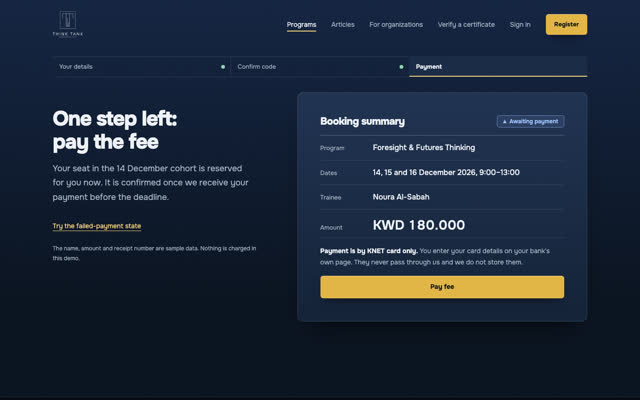 THINK TANK
Programs
Articles
For organizations
Verify a certificate
Sign in
Register
Your details
Confirm code
Payment
One step left:
pay the fee
Your seat in the 14 December cohort is reserved
for you now. It is confirmed once we receive your
payment before the deadline.
Try the failed-payment state
The name, amount and receipt number are sample data. Nothing is charged in
this demo.
Booking summary
▲ Awaiting payment
Program Foresight & Futures Thinking
Dates 14, 15 and 16 December 2026, 9:00–13:00
Trainee Noura Al-Sabah
Amount KWD 180.000
Payment is by KNET card only. You enter your card details on your bank's
own page. They never pass through us and we do not store them.
Pay fee